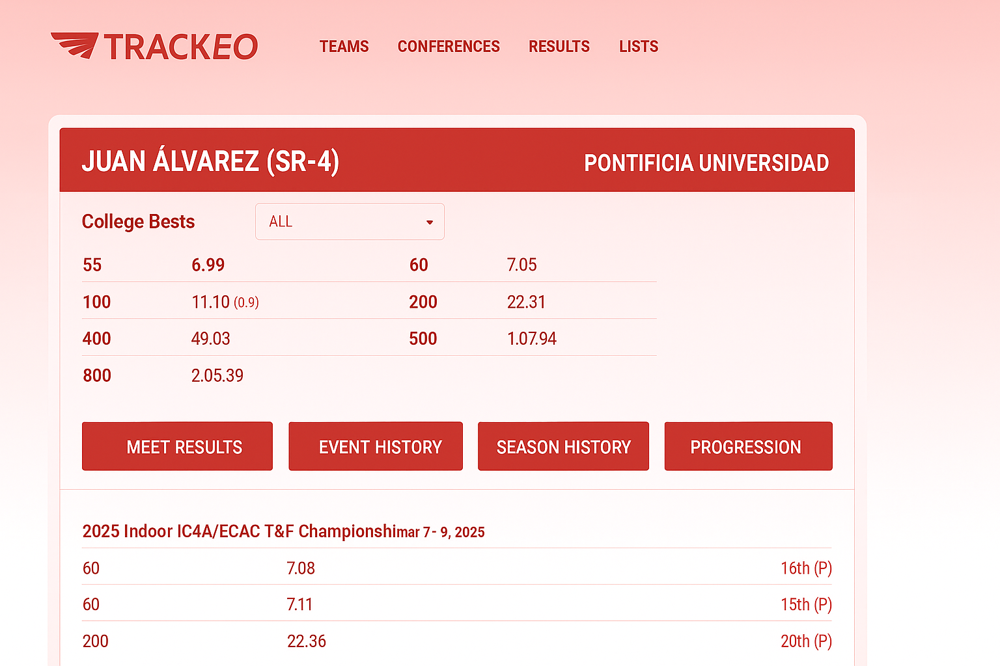 TRACKEO TEAMS CONFERENCES RESULTS LISTS
JUAN ÁLVAREZ (SR-4) PONTIFICIA UNIVERSIDAD
College Bests ALL
55 6.99 60 7.05
100 11.10 (0.9) 200 22.31
400 49.03 500 1.07.94
800 2.05.39
MEET RESULTS EVENT HISTORY SEASON HISTORY PROGRESSION
2025 Indoor IC4A/ECAC T&F Championshimar 7- 9, 2025
60 7.08 16th (P)
60 7.11 15th (P)
200 22.36 20th (P)